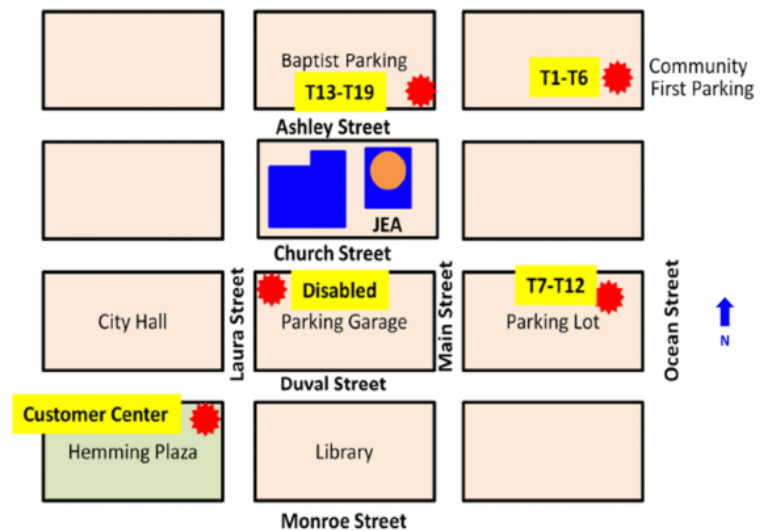 Baptist Parking
T13-T19
T1-T6
Community
First Parking
Ashley Street
JEA
Church Street
Laura Street
Disabled
Parking Garage
Main Street
T7-T12
Parking Lot
Ocean Street
N
City Hall
Duval Street
Customer Center
Hemming Plaza
Library
Monroe Street